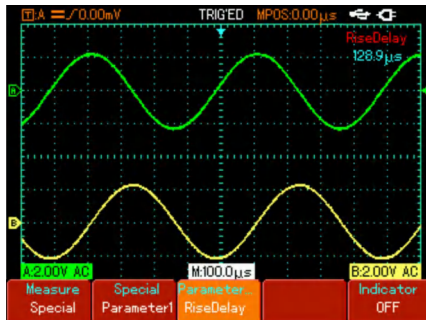 T:A 0.00mV TRIG'ED MPOS:0.00μs
RiseDelay
128.9μs
A
B
A:2.00V AC M:100.0μs B:2.00V AC
Measure Special Parameter... Indicator
Special Parameter1 RiseDelay OFF